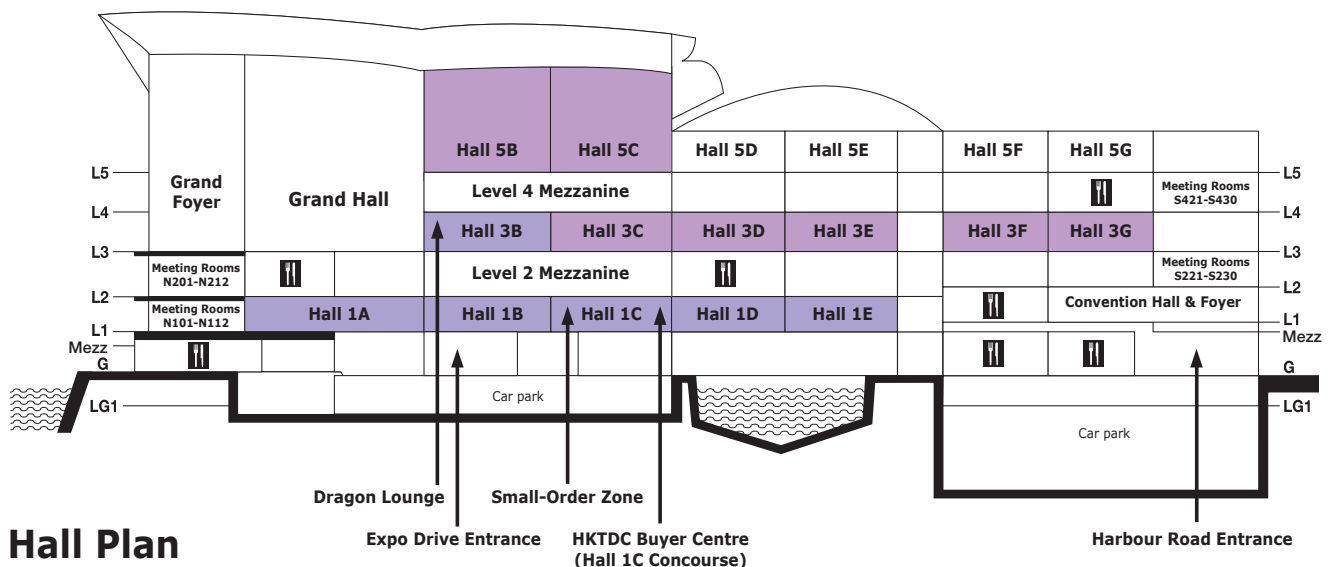 Hall 5B
Hall 5C
Hall 5D
Hall 5E
Hall 5F
Hall 5G
L5
L5
Grand
Foyer
Grand Hall
Level 4 Mezzanine
Meeting Rooms
S421-S430
L4
L4
Hall 3B
Hall 3C
Hall 3D
Hall 3E
Hall 3F
Hall 3G
L3
L3
Meeting Rooms
N201-N212
Level 2 Mezzanine
Meeting Rooms
S221-S230
L2
L2
Meeting Rooms
N101-N112
Hall 1A
Hall 1B
Hall 1C
Hall 1D
Hall 1E
Convention Hall & Foyer
L1
L1
Mezz
Mezz
G
G
LG1
Car park
LG1
Car park
Dragon Lounge
Small-Order Zone
Expo Drive Entrance
HKTDC Buyer Centre
(Hall 1C Concourse)
Harbour Road Entrance
Hall Plan